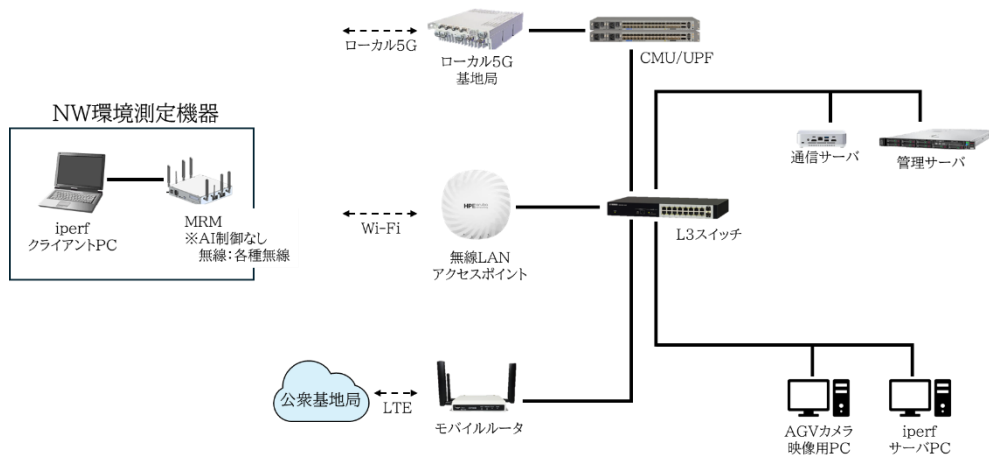 ローカル5G
ローカル5G
基地局
CMU/UPF
NW環境測定機器
iperf
クライアントPC
MRM
※AI制御なし
無線：各種無線
通信サーバ
管理サーバ
Wi-Fi
HPE
無線LAN
アクセスポイント
L3スイッチ
公衆基地局
LTE
モバイルルータ
AGVカメラ
映像用PC
iperf
サーバPC